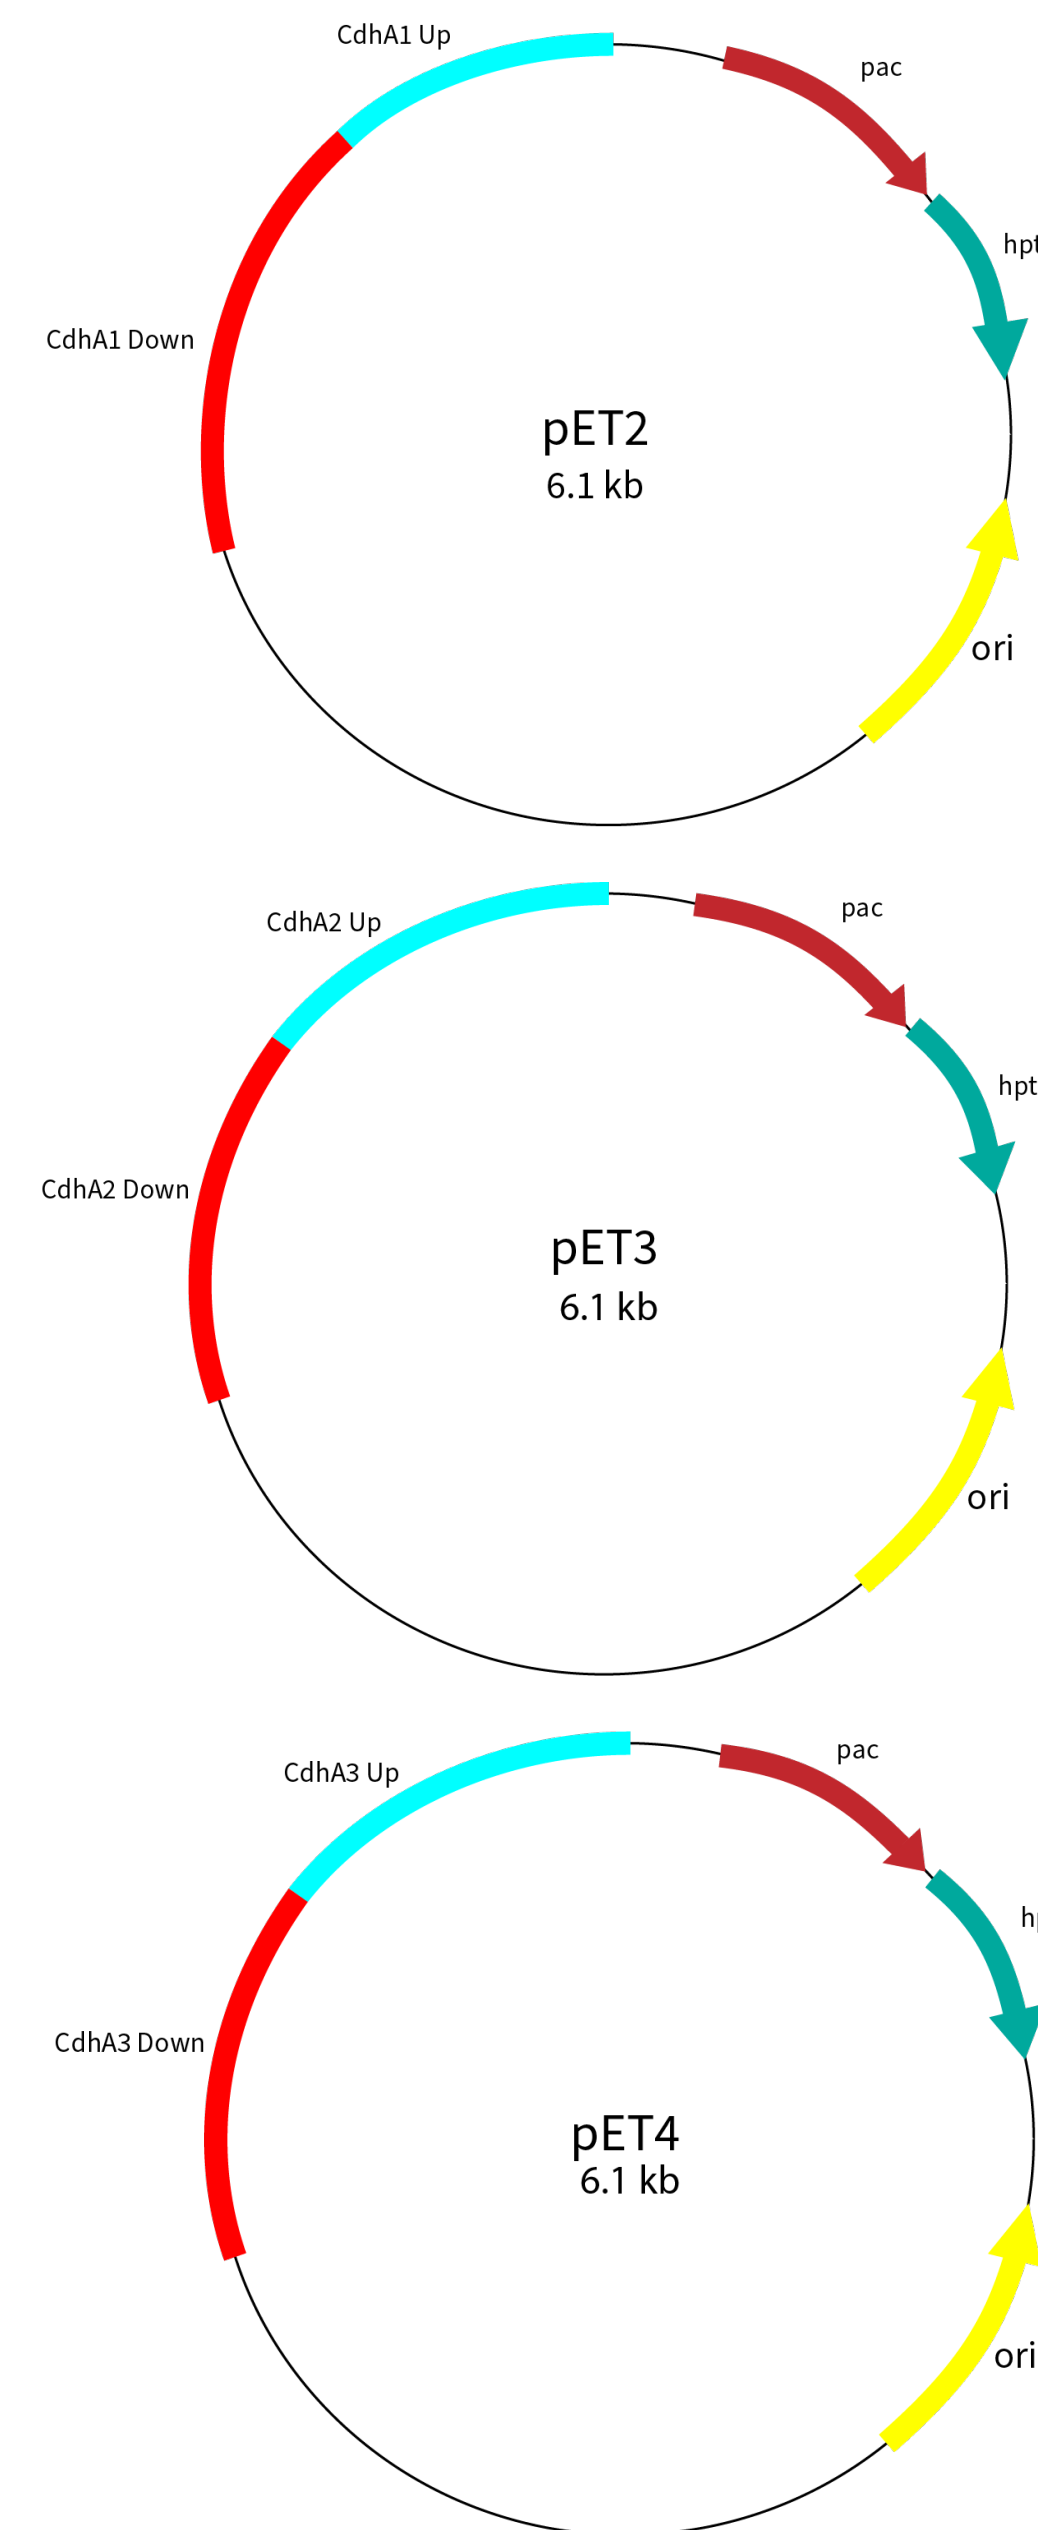 CdhA1 Up
pac
hpt
CdhA1 Down
pET2
6.1 kb
ori
CdhA2 Up
pac
hpt
CdhA2 Down
pET3
6.1 kb
ori
CdhA3 Up
pac
CdhA3 Down
pET4
6.1 kb
ori